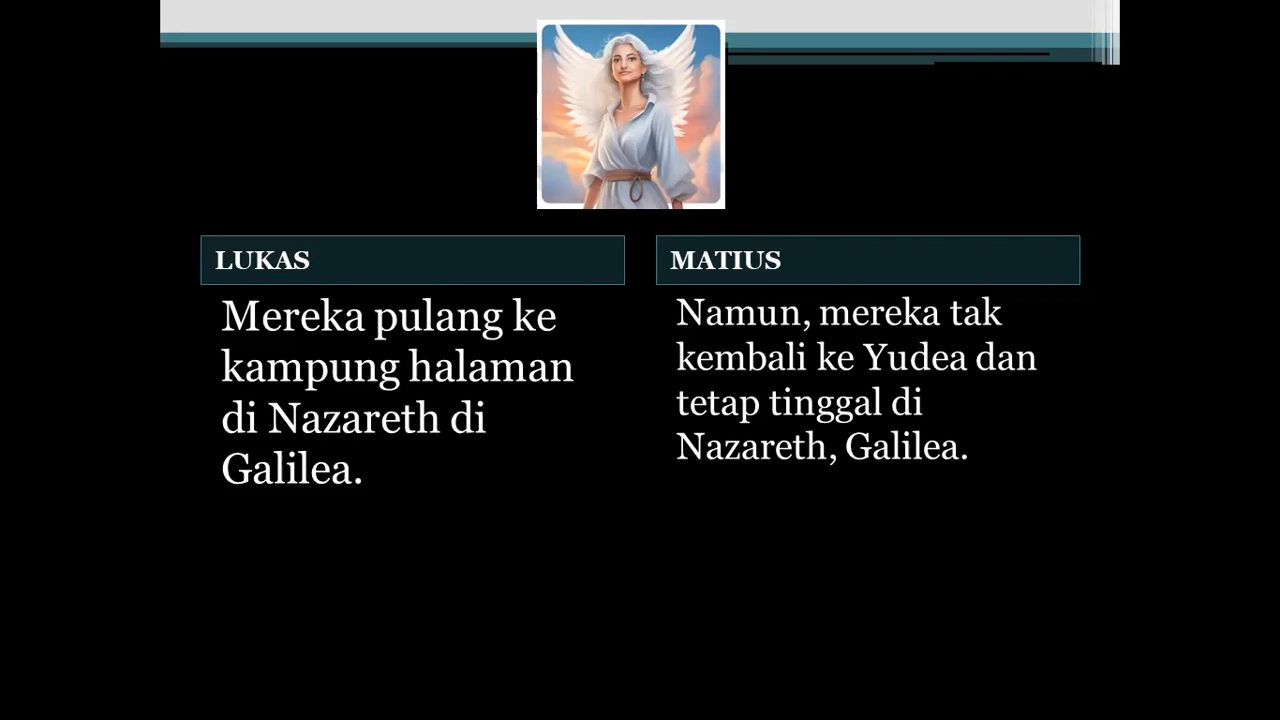 LUKAS
Mereka pulang ke
kampung halaman
di Nazareth di
Galilea.
MATIUS
Namun, mereka tak
kembali ke Yudea dan
tetap tinggal di
Nazareth, Galilea.